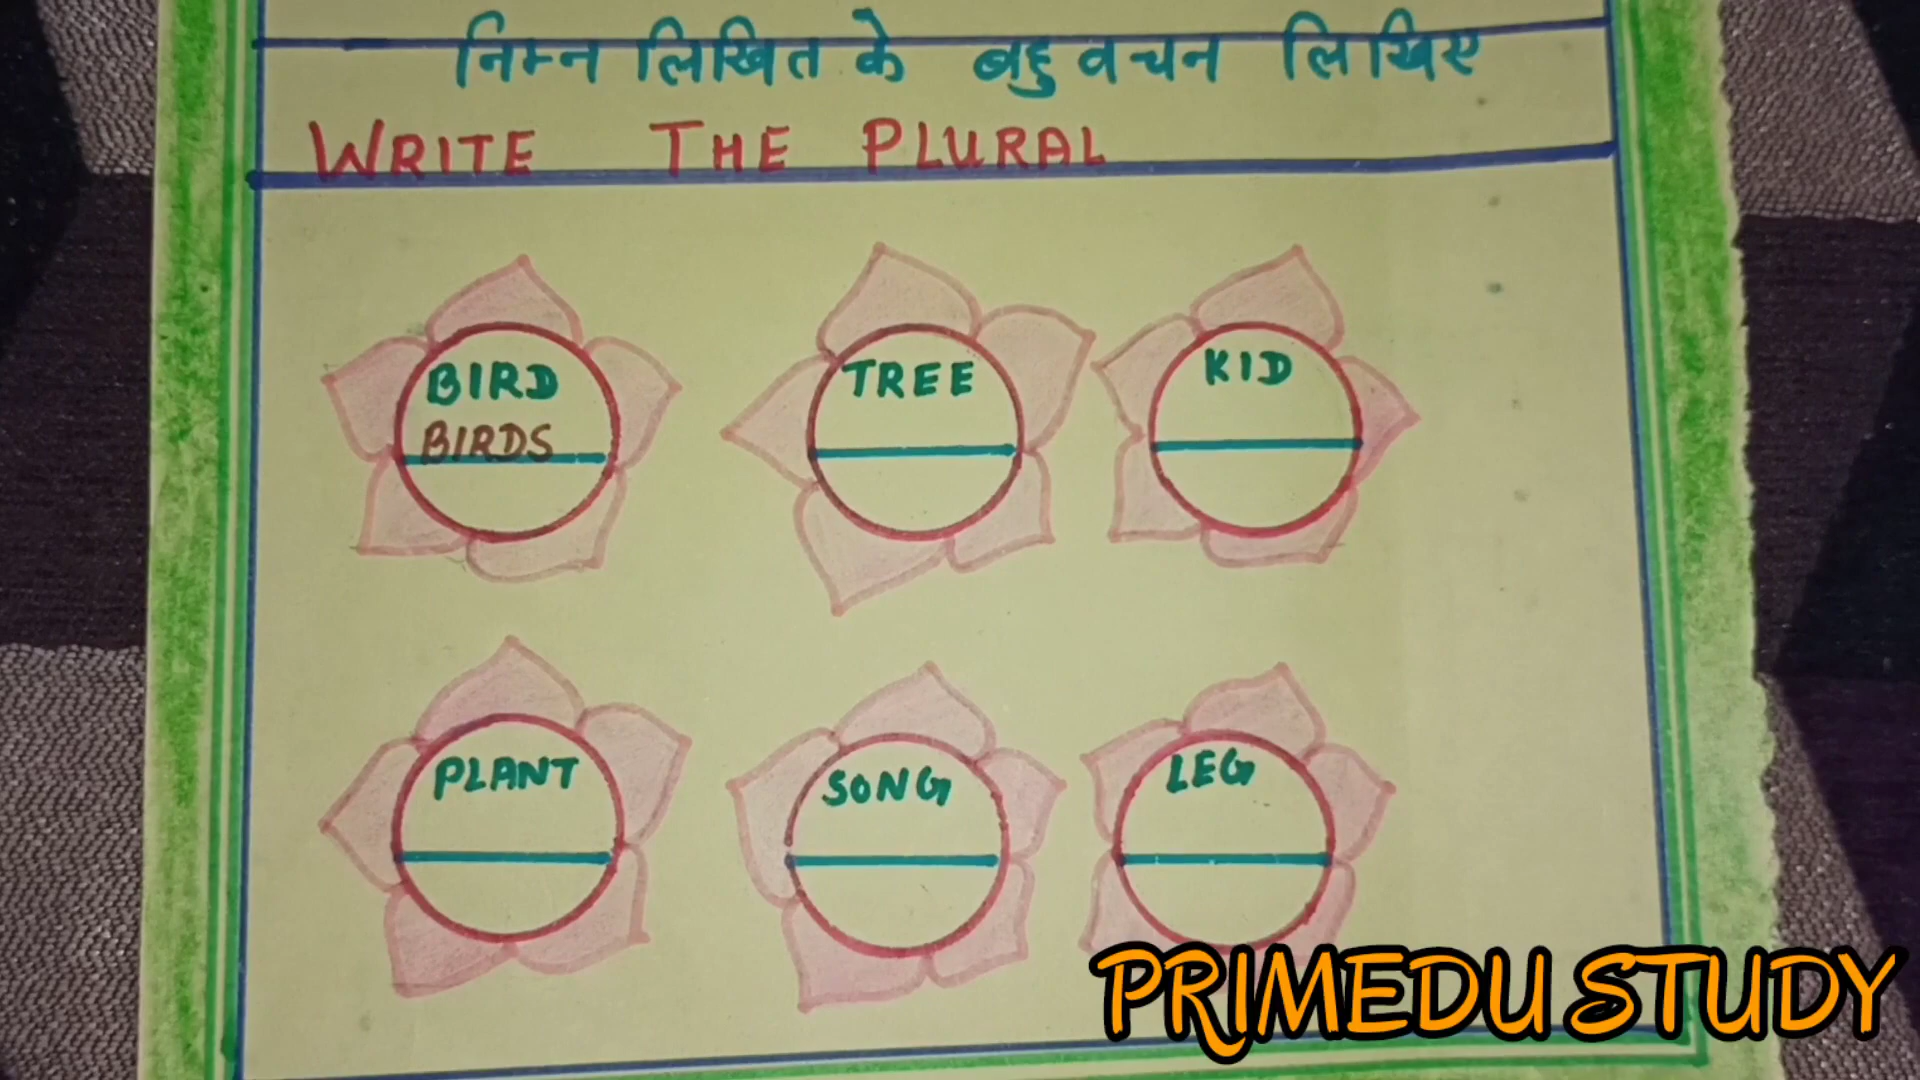 निम्न लिखित के बहुवचन लिखिए
WRITE THE PLURAL
BIRD
BIRDS
TREE
KID
PLANT
SONG
LEG
PRIMEDU STUDY